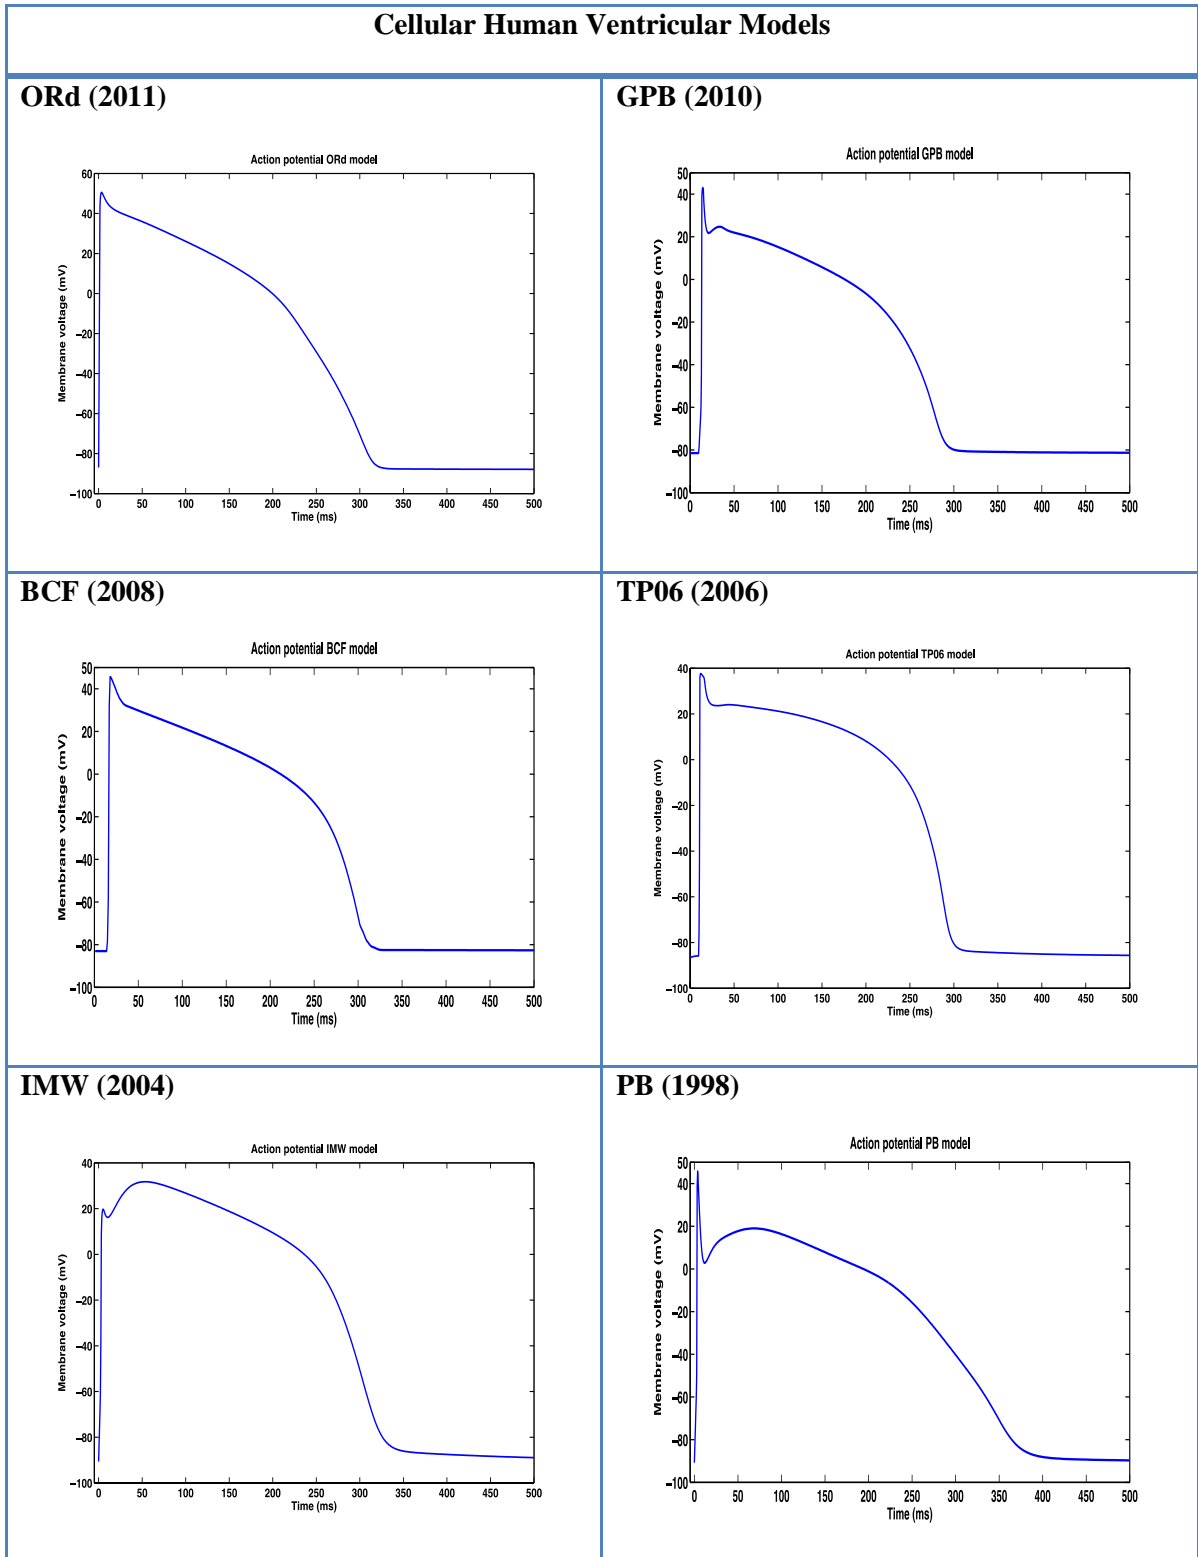 Cellular Human Ventricular Models
ORd (2011)
Action potential ORd model
60
40
20
0
−20
−40
−60
−80
−100
Membrane voltage (mV)
0 50 100 150 200 250 300 350 400 450 500
Time (ms)
GPB (2010)
Action potential GPB model
50
40
20
0
−20
−40
−60
−80
−100
Membrane voltage (mV)
0 50 100 150 200 250 300 350 400 450 500
Time (ms)
BCF (2008)
Action potential BCF model
50
40
20
0
−20
−40
−60
−80
−100
Membrane voltage (mV)
0 50 100 150 200 250 300 350 400 450 500
Time (ms)
TP06 (2006)
Action potential TP06 model
40
20
0
−20
−40
−60
−80
−100
Membrane voltage (mV)
0 50 100 150 200 250 300 350 400 450 500
Time (ms)
IMW (2004)
Action potential IMW model
40
20
0
−20
−40
−60
−80
−100
Membrane voltage (mV)
0 50 100 150 200 250 300 350 400 450 500
Time (ms)
PB (1998)
Action potential PB model
50
40
20
0
−20
−40
−60
−80
−100
Membrane voltage (mV)
0 50 100 150 200 250 300 350 400 450 500
Time (ms)